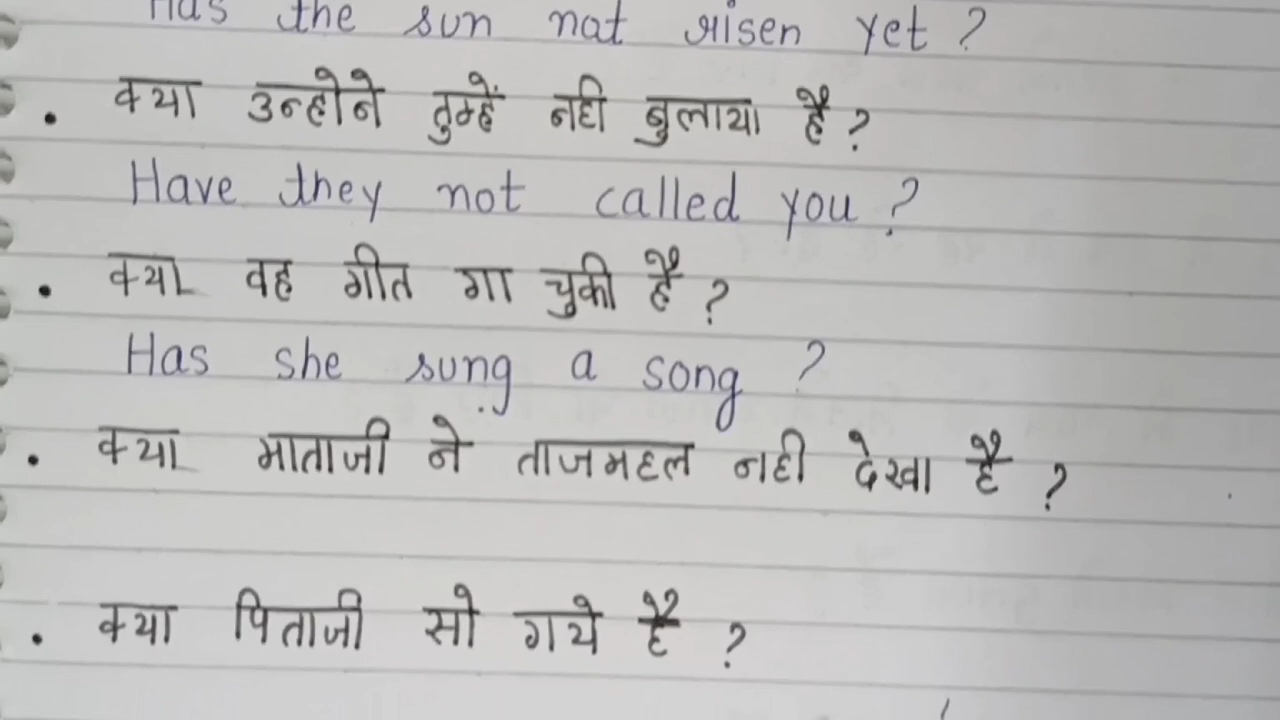 Has the sun not risen yet ?
. क्या उन्होने तुम्हें नही बुलाया है ?
Have they not called you ?
. क्या वह गीत गा चुकी है ?
Has she sung a song ?
. क्या माताजी ने ताजमहल नही देखा है ?
. क्या पिताजी सो गये है ?